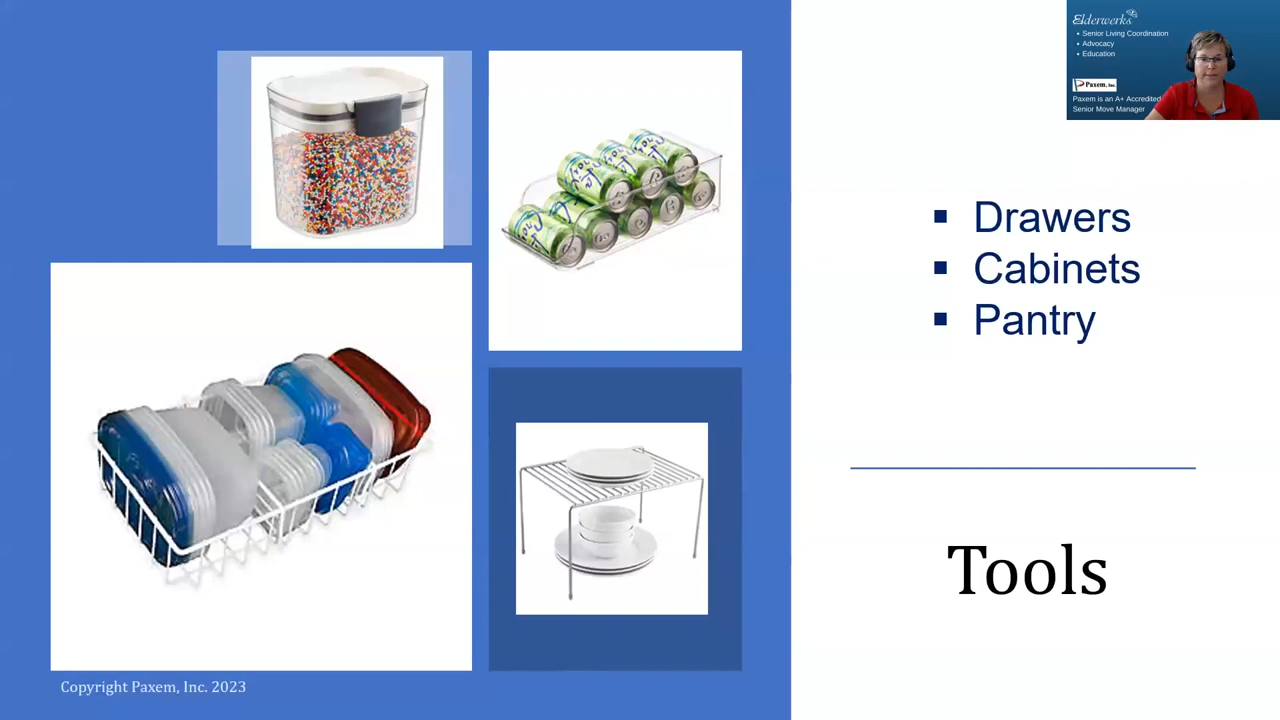 Elderwerks
• Senior Living Coordination
• Advocacy
• Education
Paxem, Inc.
Paxem is an A+ Accredited
Senior Move Manager
▪ Drawers
▪ Cabinets
▪ Pantry
Tools
Copyright Paxem, Inc. 2023